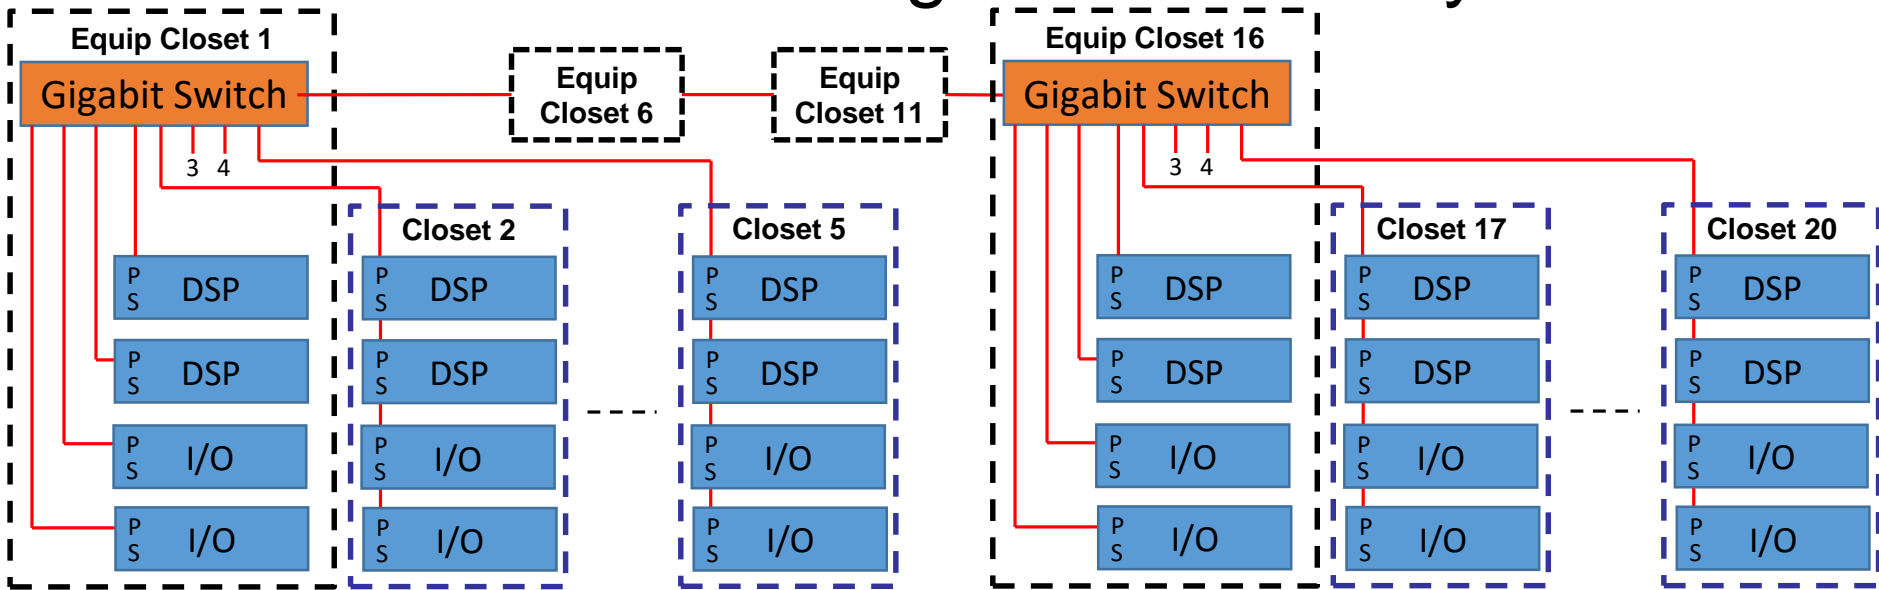 Equip Closet 1
Gigabit Switch
3 4
P S DSP
P S DSP
P S I/O
P S I/O
Closet 2
P S DSP
P S DSP
P S I/O
P S I/O
Closet 5
P S DSP
P S DSP
P S I/O
P S I/O
Equip
Closet 6
Equip
Closet 11
Equip Closet 16
Gigabit Switch
3 4
P S DSP
P S DSP
P S I/O
P S I/O
Closet 17
P S DSP
P S DSP
P S I/O
P S I/O
Closet 20
P S DSP
P S DSP
P S I/O
P S I/O